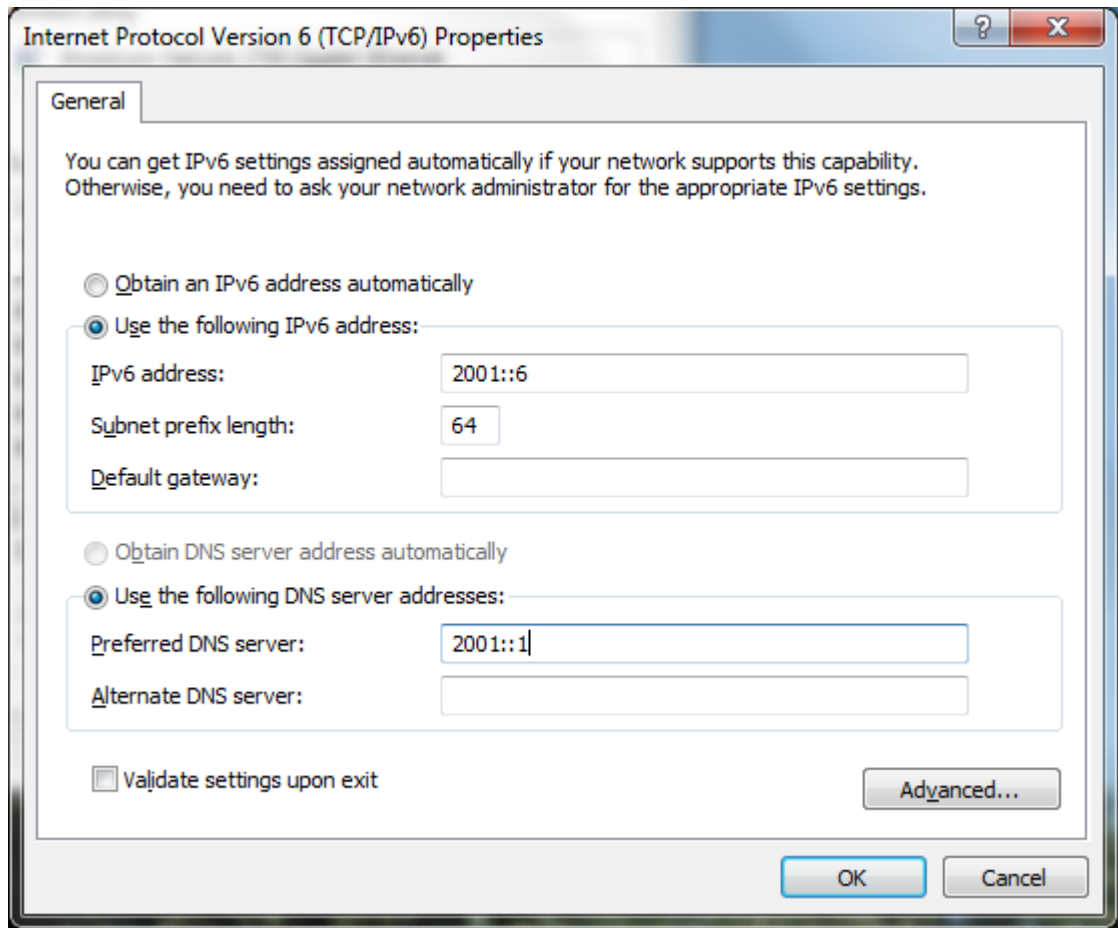 Internet Protocol Version 6 (TCP/IPv6) Properties
General
You can get IPv6 settings assigned automatically if your network supports this capability.
Otherwise, you need to ask your network administrator for the appropriate IPv6 settings.
Obtain an IPv6 address automatically
Use the following IPv6 address:
IPv6 address: 2001::6
Subnet prefix length: 64
Default gateway:
Obtain DNS server address automatically
Use the following DNS server addresses:
Preferred DNS server: 2001::1
Alternate DNS server:
Validate settings upon exit
Advanced...
OK Cancel